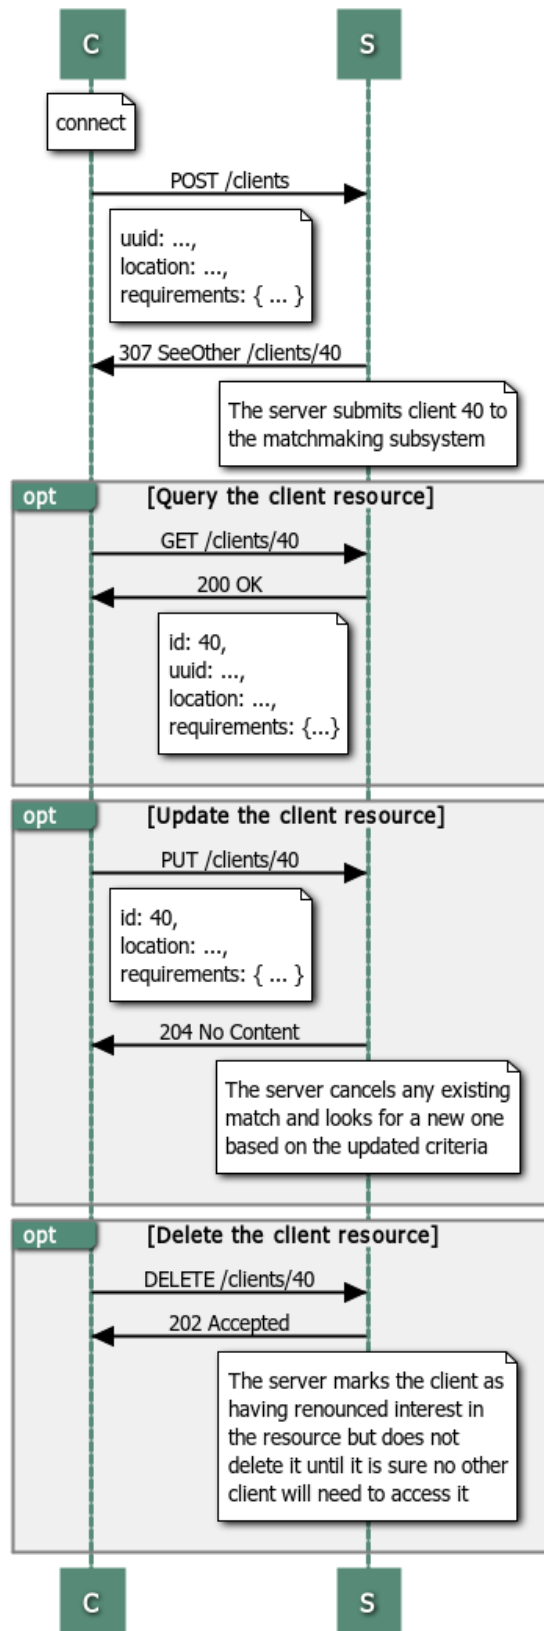 C S
connect
POST /clients
uuid: ...,
location: ...,
requirements: { ... }
307 SeeOther /clients/40
The server submits client 40 to
the matchmaking subsystem
opt [Query the client resource]
GET /clients/40
200 OK
id: 40,
uuid: ...,
location: ...,
requirements: {...}
opt [Update the client resource]
PUT /clients/40
id: 40,
location: ...,
requirements: { ... }
204 No Content
The server cancels any existing
match and looks for a new one
based on the updated criteria
opt [Delete the client resource]
DELETE /clients/40
202 Accepted
The server marks the client as
having renounced interest in
the resource but does not
delete it until it is sure no other
client will need to access it
C S